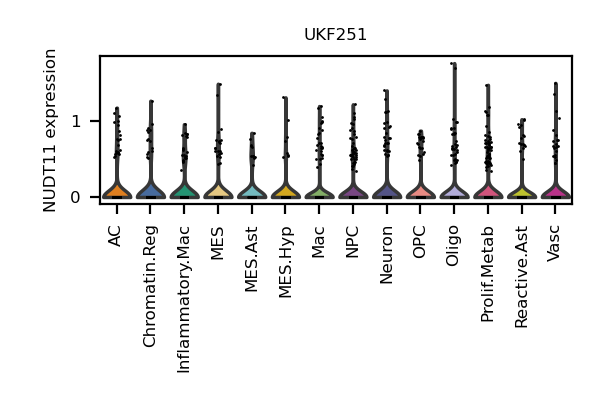 UKF251
NUDT11 expression
1
0
AC
Chromatin.Reg
Inflammatory.Mac
MES
MES.Ast
MES.Hyp
Mac
NPC
Neuron
OPC
Oligo
Prolif.Metab
Reactive.Ast
Vasc